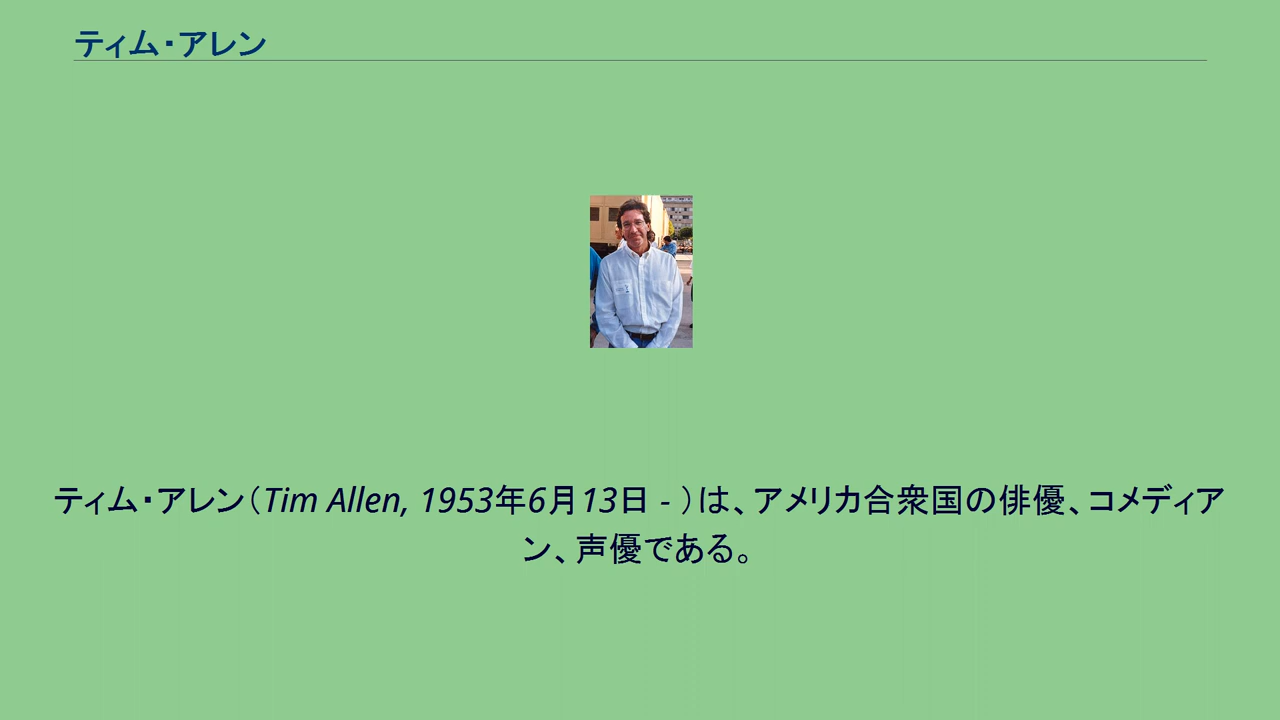 ティム・アレン
ティム・アレン（Tim Allen, 1953年6月13日 - ）は、アメリカ合衆国の俳優、コメディア
ン、声優である。